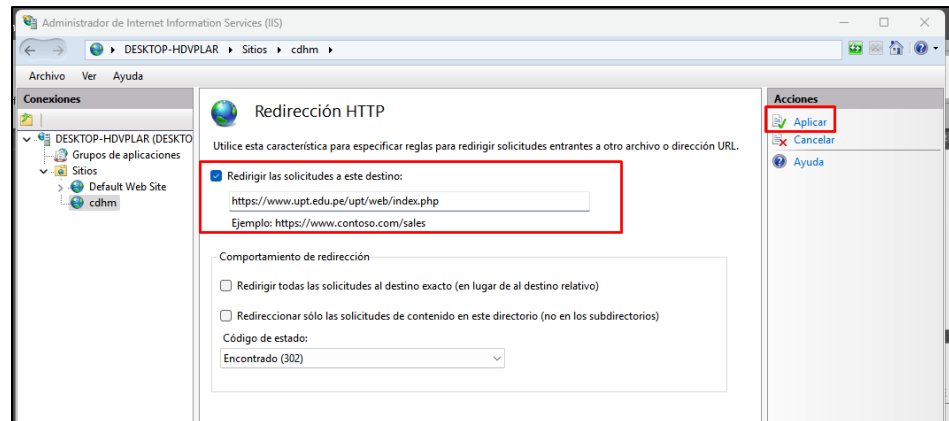 Administrador de Internet Information Services (IIS)
DESKTOP-HDVPLAR Sitios cdhm
Archivo Ver Ayuda
Conexiones
DESKTOP-HDVPLAR (DESKTO
Grupos de aplicaciones
Sitios
Default Web Site
cdhm
Redirección HTTP
Utilice esta característica para especificar reglas para redirigir solicitudes entrantes a otro archivo o dirección URL.
Redirigir las solicitudes a este destino:
https://www.upt.edu.pe/upt/web/index.php
Ejemplo: https://www.contoso.com/sales
Comportamiento de redirección
Redirigir todas las solicitudes al destino exacto (en lugar de al destino relativo)
Redireccionar sólo las solicitudes de contenido en este directorio (no en los subdirectorios)
Código de estado:
Encontrado (302)
Acciones
Aplicar
Cancelar
Ayuda